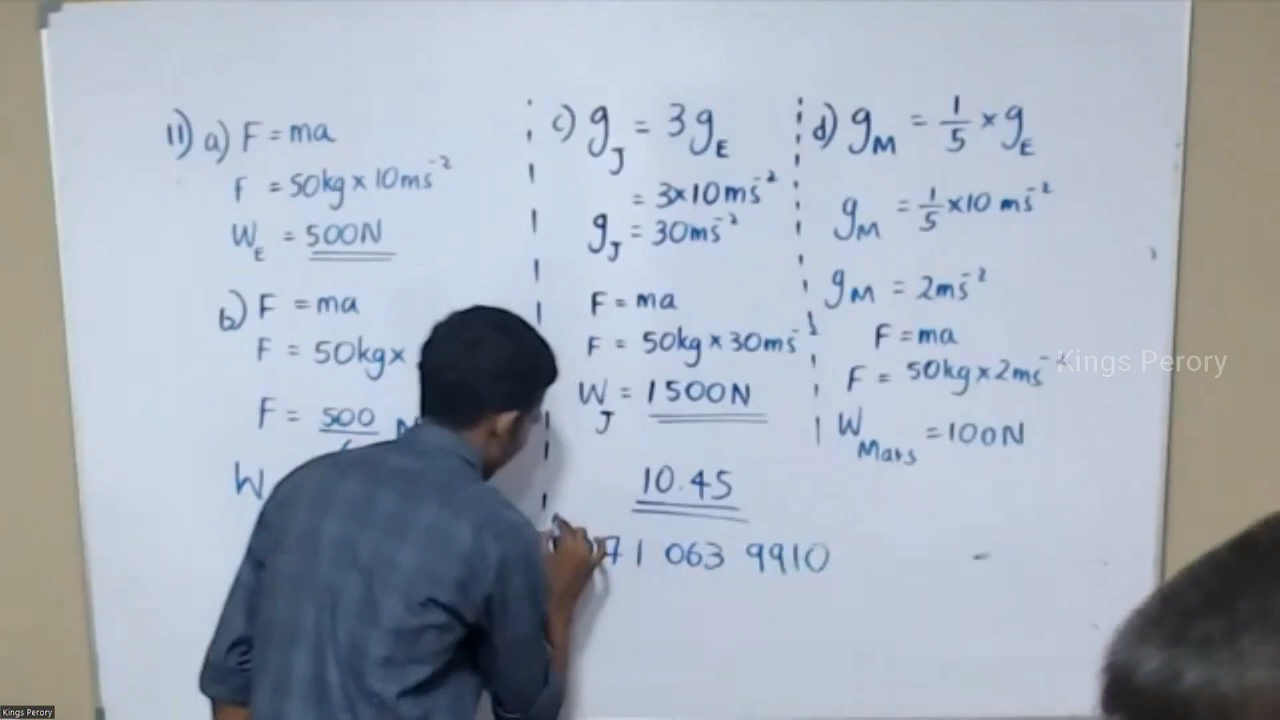 11) a) F = ma
F = 50kg × 10ms⁻²
W_E = 500N
b) F = ma
F = 50kg ×
F = 500 N
W
c) g_J = 3g_E
= 3×10ms⁻²
g_J = 30ms⁻²
F = ma
F = 50kg × 30ms⁻
W_J = 1500N
10.45
71 063 9910
d) g_M = 1/5 × g_E
g_M = 1/5 × 10 ms⁻²
g_M = 2ms⁻²
F = ma
F = 50kg × 2ms⁻²
W_Mars = 100N
Kings Perory
Kings Perory